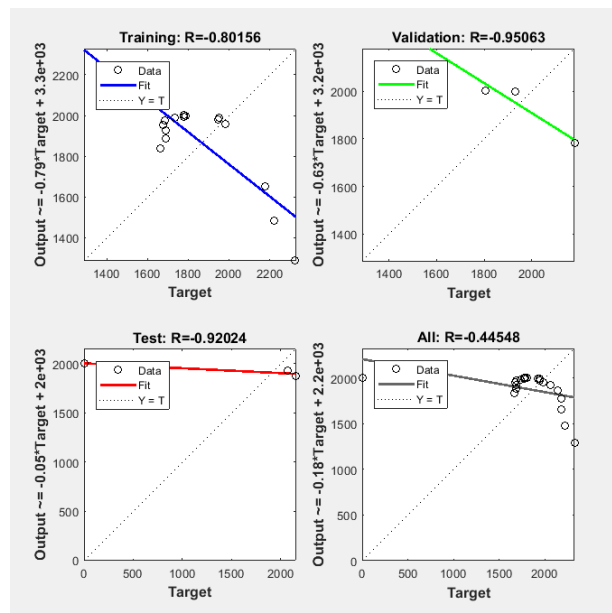 Training: R=-0.80156
Output ~= -0.79*Target + 3.3e+03
2200
2000
1800
1600
1400
Data
Fit
Y = T
1400 1600 1800 2000 2200
Target
Validation: R=-0.95063
Output ~= -0.63*Target + 3.2e+03
2000
1800
1600
1400
Data
Fit
Y = T
1400 1600 1800 2000
Target
Test: R=-0.92024
Output ~= -0.05*Target + 2e+03
2000
1500
1000
500
0
Data
Fit
Y = T
0 500 1000 1500 2000
Target
All: R=-0.44548
Output ~= -0.18*Target + 2.2e+03
2000
1500
1000
500
0
Data
Fit
Y = T
0 500 1000 1500 2000
Target